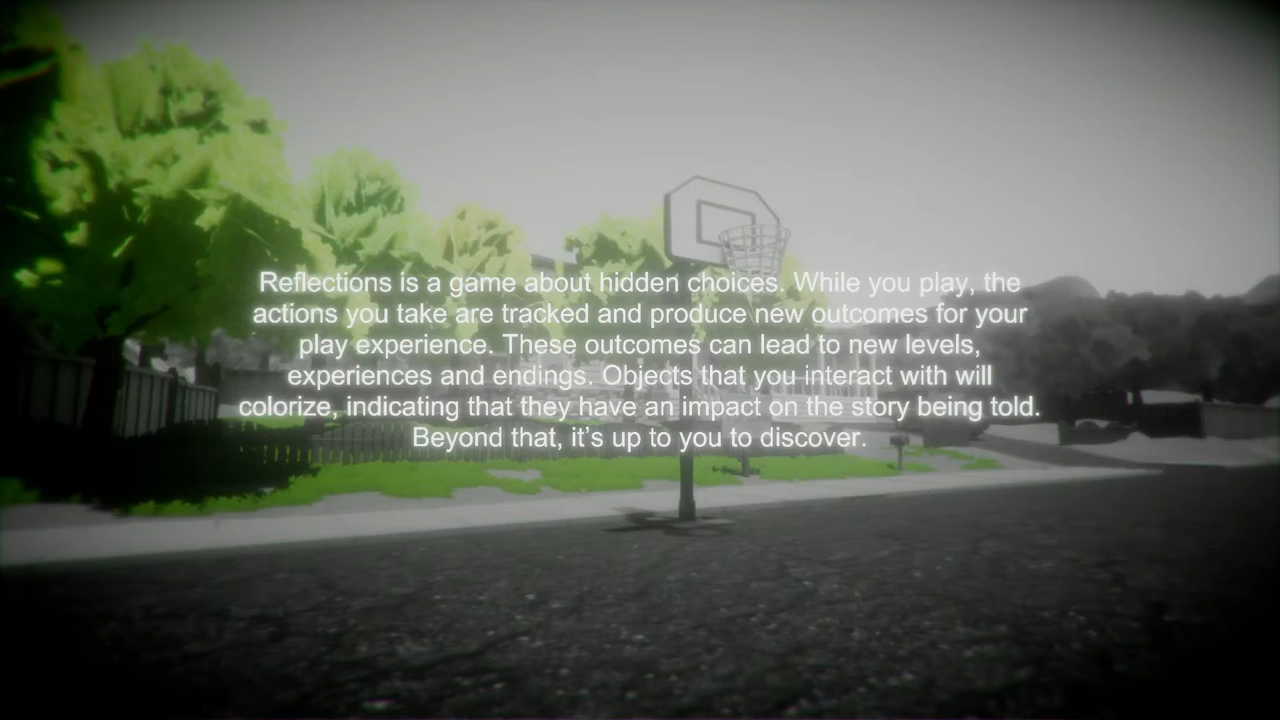 Reflections is a game about hidden choices. While you play, the
actions you take are tracked and produce new outcomes for your
play experience. These outcomes can lead to new levels,
experiences and endings. Objects that you interact with will
colorize, indicating that they have an impact on the story being told.
Beyond that, it’s up to you to discover.